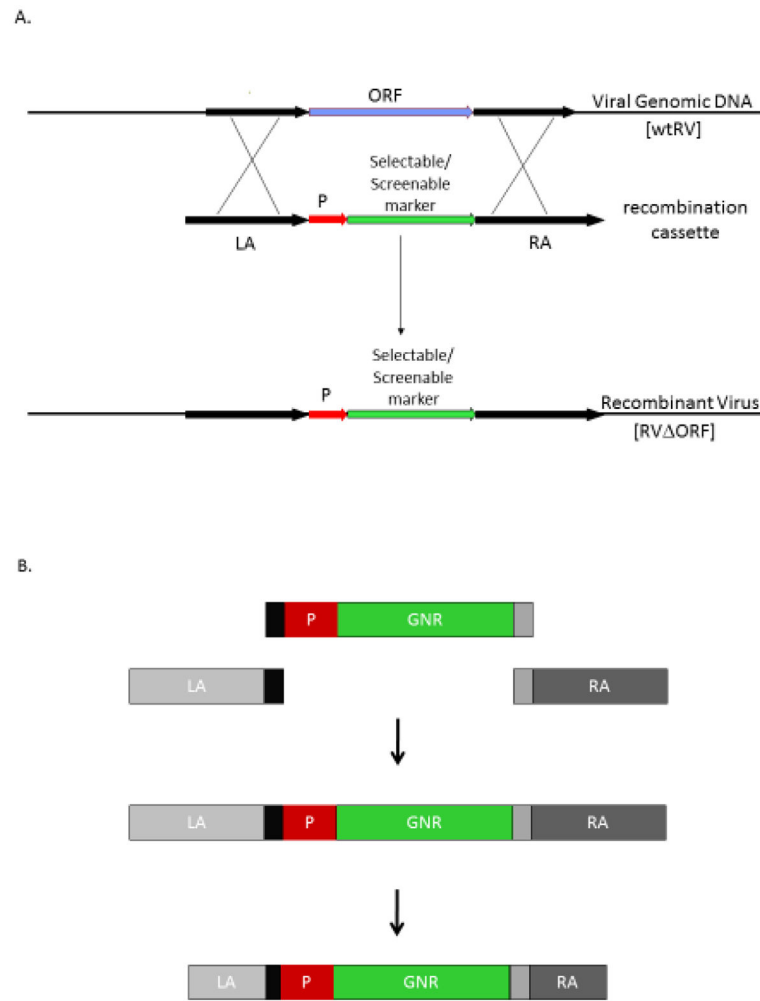 A.
ORF
Viral Genomic DNA
[wtRV]
Selectable/
Screenable
marker
P
recombination
cassette
LA
RA
Selectable/
Screenable
marker
P
Recombinant Virus
[RVΔORF]
B.
P GNR
LA RA
LA P GNR RA
LA P GNR RA